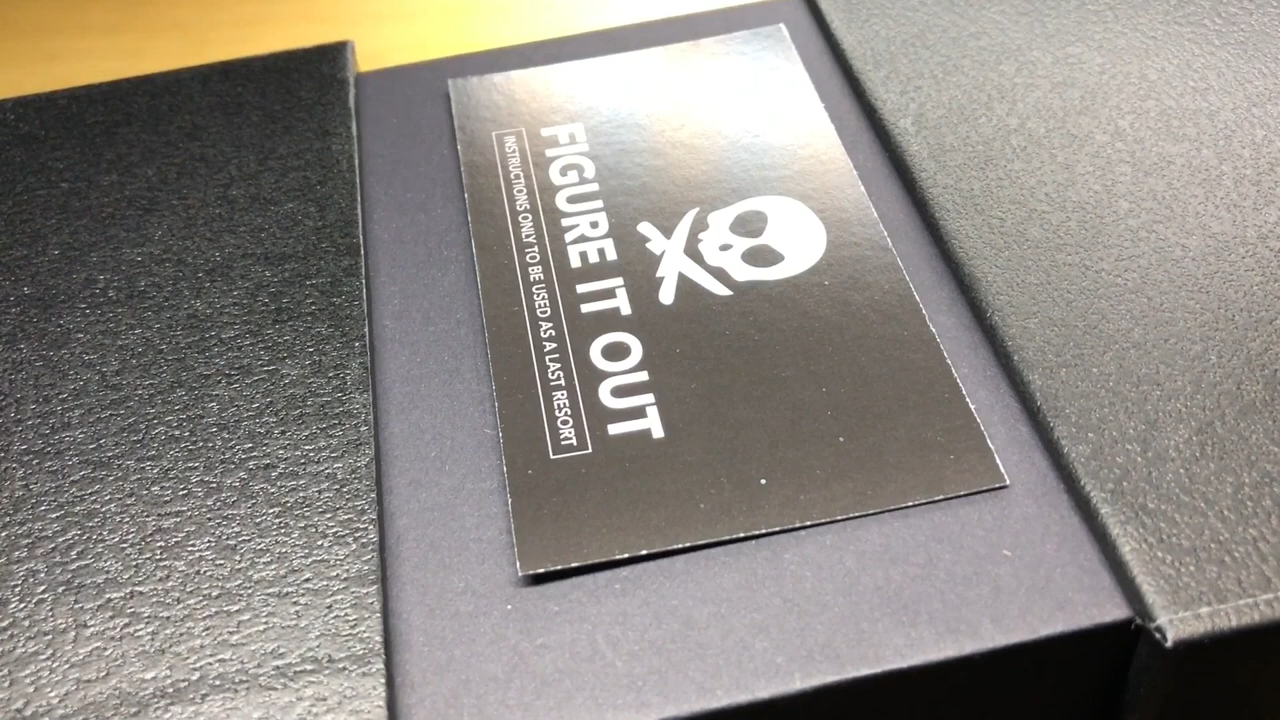 FIGURE IT OUT
INSTRUCTIONS ONLY TO BE USED AS A LAST RESORT